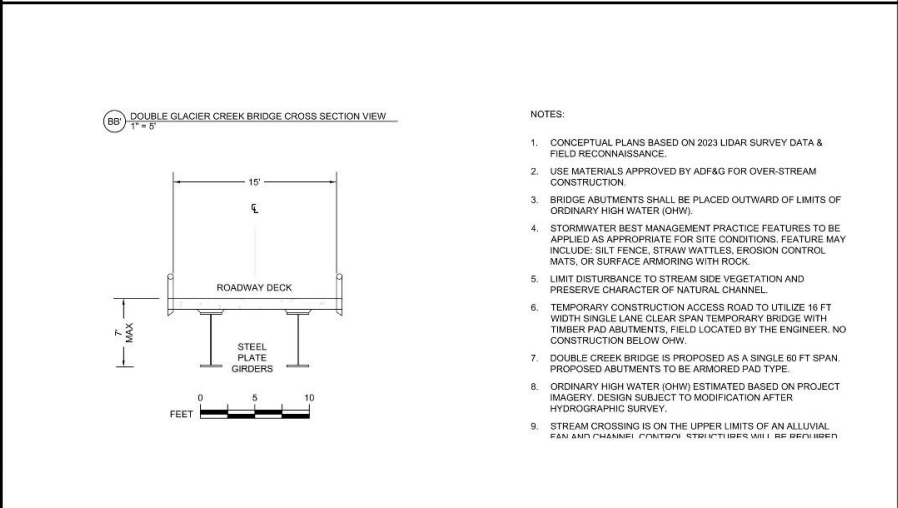 BB' DOUBLE GLACIER CREEK BRIDGE CROSS SECTION VIEW
1" = 5'
15'
℄
ROADWAY DECK
7'
MAX
STEEL
PLATE
GIRDERS
0 5 10
FEET
NOTES:
1. CONCEPTUAL PLANS BASED ON 2023 LIDAR SURVEY DATA &
FIELD RECONNAISSANCE.
2. USE MATERIALS APPROVED BY ADF&G FOR OVER-STREAM
CONSTRUCTION.
3. BRIDGE ABUTMENTS SHALL BE PLACED OUTWARD OF LIMITS OF
ORDINARY HIGH WATER (OHW).
4. STORMWATER BEST MANAGEMENT PRACTICE FEATURES TO BE
APPLIED AS APPROPRIATE FOR SITE CONDITIONS. FEATURE MAY
INCLUDE: SILT FENCE, STRAW WATTLES, EROSION CONTROL
MATS, OR SURFACE ARMORING WITH ROCK.
5. LIMIT DISTURBANCE TO STREAM SIDE VEGETATION AND
PRESERVE CHARACTER OF NATURAL CHANNEL.
6. TEMPORARY CONSTRUCTION ACCESS ROAD TO UTILIZE 16 FT
WIDTH SINGLE LANE CLEAR SPAN TEMPORARY BRIDGE WITH
TIMBER PAD ABUTMENTS, FIELD LOCATED BY THE ENGINEER. NO
CONSTRUCTION BELOW OHW.
7. DOUBLE CREEK BRIDGE IS PROPOSED AS A SINGLE 60 FT SPAN.
PROPOSED ABUTMENTS TO BE ARMORED PAD TYPE.
8. ORDINARY HIGH WATER (OHW) ESTIMATED BASED ON PROJECT
IMAGERY. DESIGN SUBJECT TO MODIFICATION AFTER
HYDROGRAPHIC SURVEY.
9. STREAM CROSSING IS ON THE UPPER LIMITS OF AN ALLUVIAL
FAN AND CHANNEL CONTROL STRUCTURES WILL BE REQUIRED